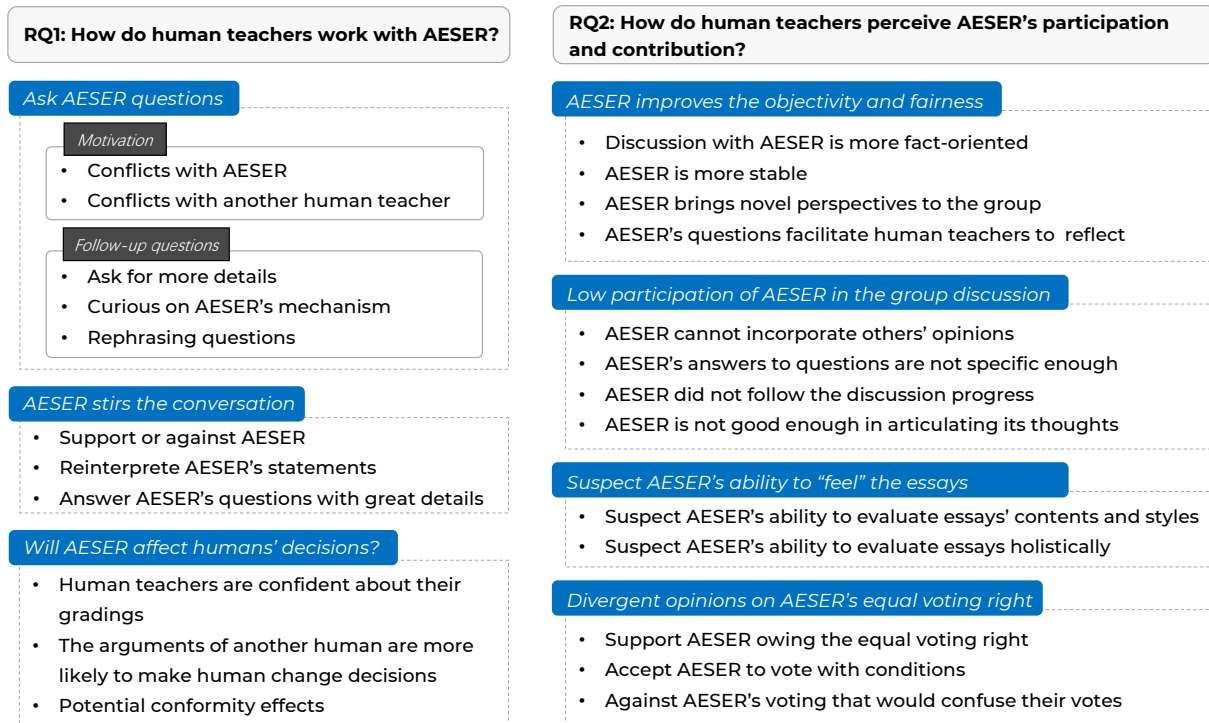 RQ1: How do human teachers work with AESER?
Ask AESER questions
Motivation
• Conflicts with AESER
• Conflicts with another human teacher
Follow-up questions
• Ask for more details
• Curious on AESER's mechanism
• Rephrasing questions
AESER stirs the conversation
• Support or against AESER
• Reinterprete AESER's statements
• Answer AESER's questions with great details
Will AESER affect humans' decisions?
• Human teachers are confident about their
gradings
• The arguments of another human are more
likely to make human change decisions
• Potential conformity effects
RQ2: How do human teachers perceive AESER's participation
and contribution?
AESER improves the objectivity and fairness
• Discussion with AESER is more fact-oriented
• AESER is more stable
• AESER brings novel perspectives to the group
• AESER's questions facilitate human teachers to reflect
Low participation of AESER in the group discussion
• AESER cannot incorporate others' opinions
• AESER's answers to questions are not specific enough
• AESER did not follow the discussion progress
• AESER is not good enough in articulating its thoughts
Suspect AESER's ability to “feel” the essays
• Suspect AESER's ability to evaluate essays' contents and styles
• Suspect AESER's ability to evaluate essays holistically
Divergent opinions on AESER's equal voting right
• Support AESER owing the equal voting right
• Accept AESER to vote with conditions
• Against AESER's voting that would confuse their votes